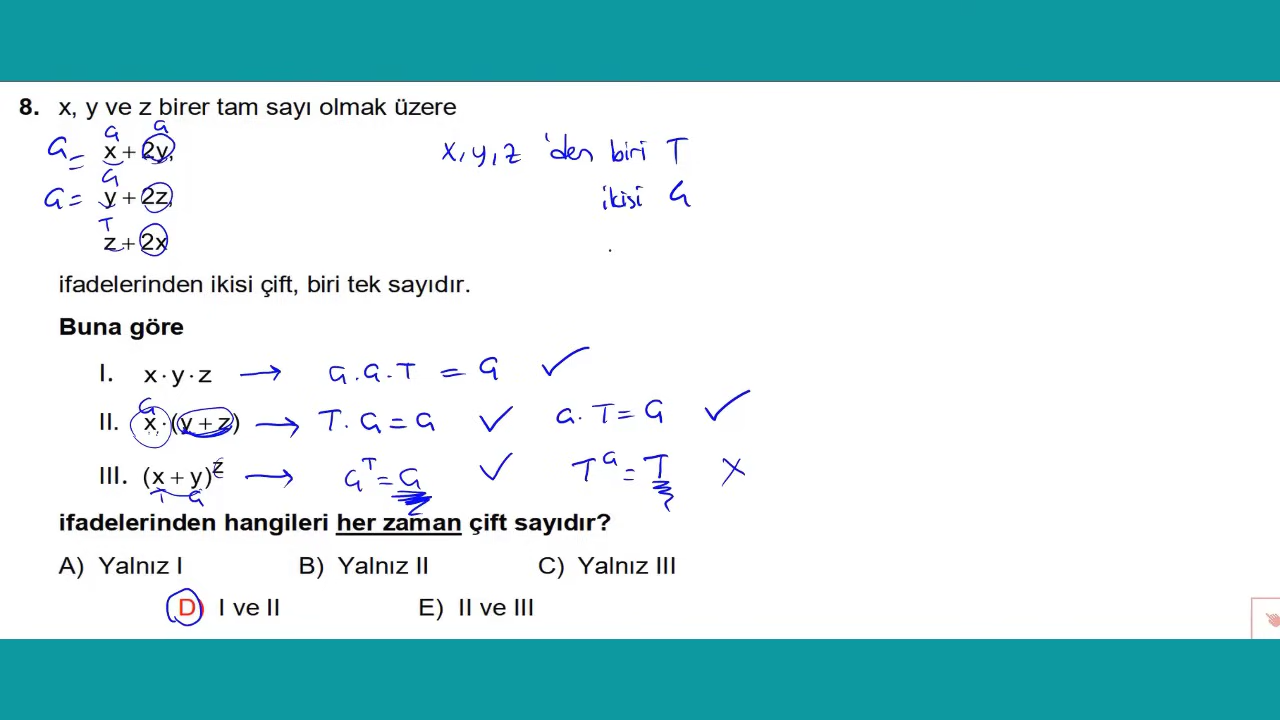 8. x, y ve z birer tam sayı olmak üzere
Ç Ç
Ç = x + 2y, x, y, z 'den biri T
Ç
Ç = y + 2z, ikisi Ç
T
z + 2x
ifadelerinden ikisi çift, biri tek sayıdır.
Buna göre
I. x · y · z → Ç . Ç . T = Ç ✓
Ç
II. x · (y + z) → T . Ç = Ç ✓ Ç . T = Ç ✓
III. (x + y)^z → Ç^T = Ç ✓ T^Ç = T X
T Ç
ifadelerinden hangileri her zaman çift sayıdır?
A) Yalnız I B) Yalnız II C) Yalnız III
D) I ve II E) II ve III